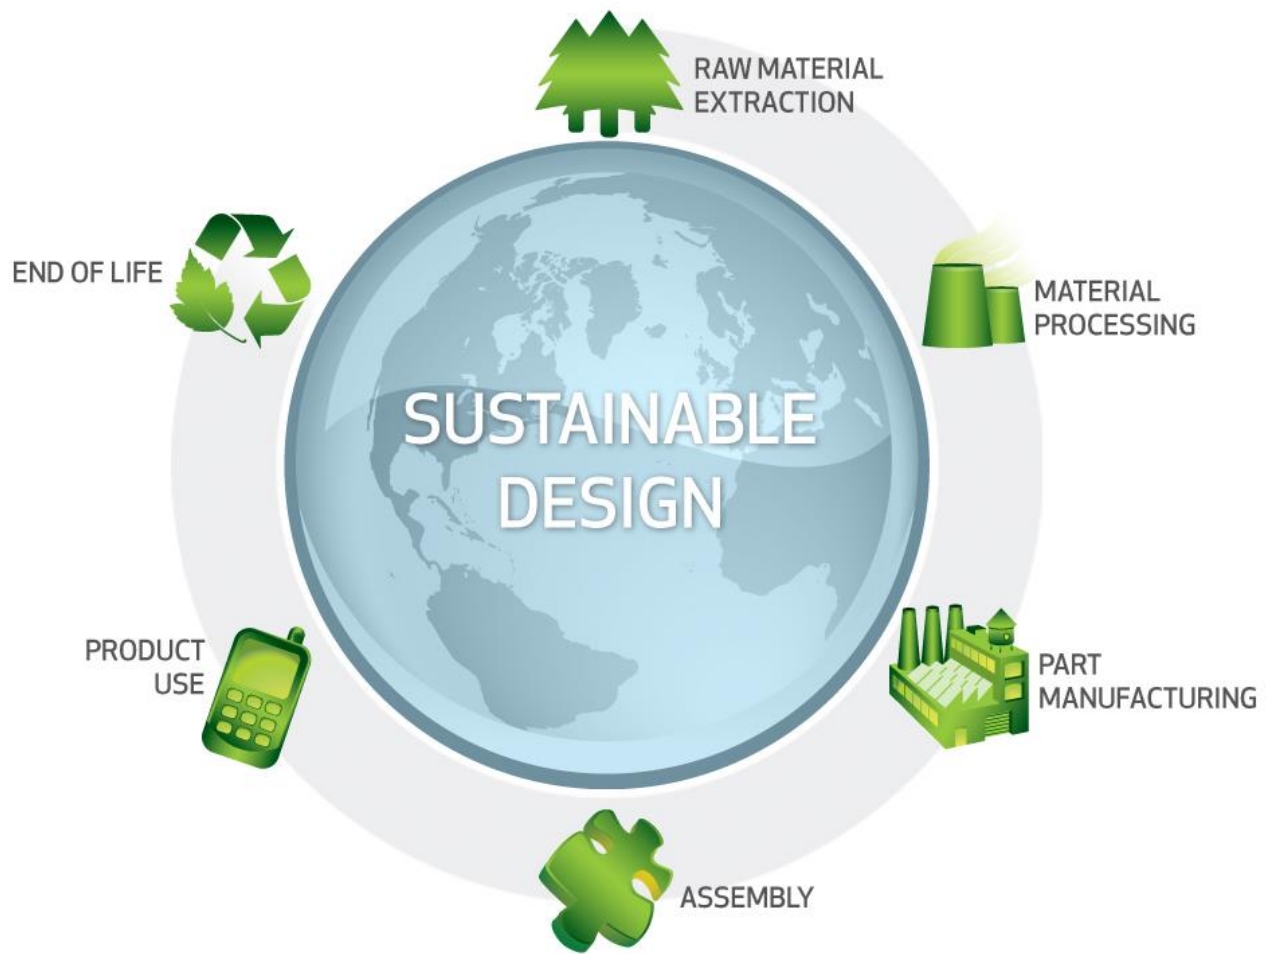 RAW MATERIAL
EXTRACTION
MATERIAL
PROCESSING
PART
MANUFACTURING
ASSEMBLY
PRODUCT
USE
END OF LIFE
SUSTAINABLE
DESIGN